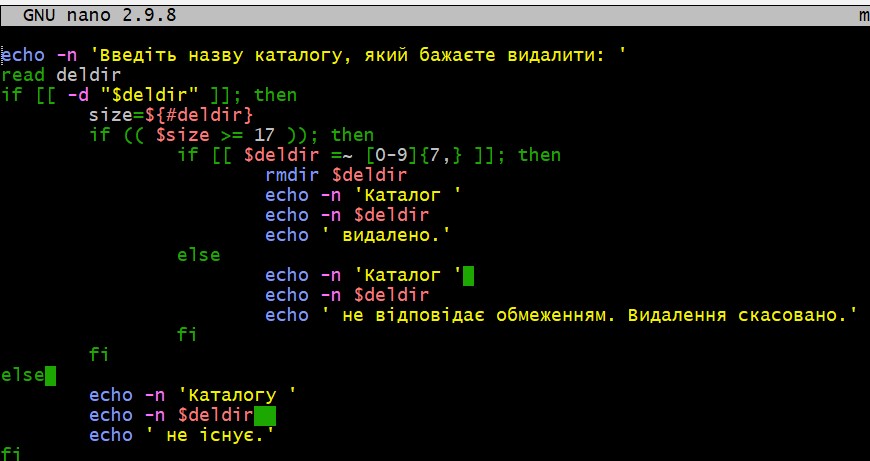 GNU nano 2.9.8 m
echo -n 'Введіть назву каталогу, який бажаєте видалити: '
read deldir
if [[ -d "$deldir" ]]; then
size=${#deldir}
if (( $size >= 17 )); then
if [[ $deldir =~ [0-9]{7,} ]]; then
rmdir $deldir
echo -n 'Каталог '
echo -n $deldir
echo ' видалено.'
else
echo -n 'Каталог '
echo -n $deldir
echo ' не відповідає обмеженням. Видалення скасовано.'
fi
fi
else
echo -n 'Каталогу '
echo -n $deldir
echo ' не існує.'
fi